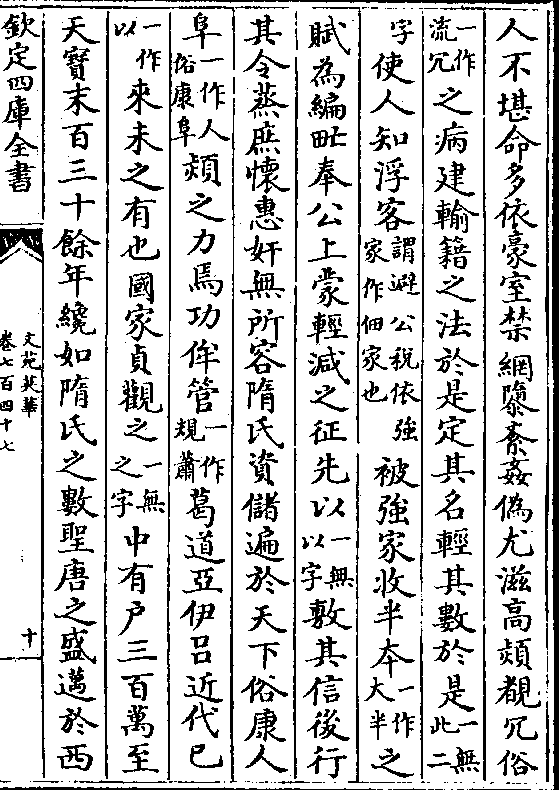 人不堪命多依豪室禁網隳紊姦偽尤滋高熲覩冗俗
一作流冗之病建輸籍之法於是定其名輕其數於是一無此二
字使人知浮客謂避公稅依強家作佃家也被強家收半本一作大半之
賦為編甿奉公上蒙輕減之征先以一無以字敷其信後行
其令蒸庶懷惠奸無所容隋氏資儲遍於天下俗康人
阜一作人俗康阜熲之力焉功侔管一作規蕭葛道亞伊呂近代已
一作以來未之有也國家貞觀之一無之字中有戶三百萬至
天寶末百三十餘年纔如隋氏之數聖唐之盛邁於西
欽定四庫全書
文苑英華
卷七百四十七
十